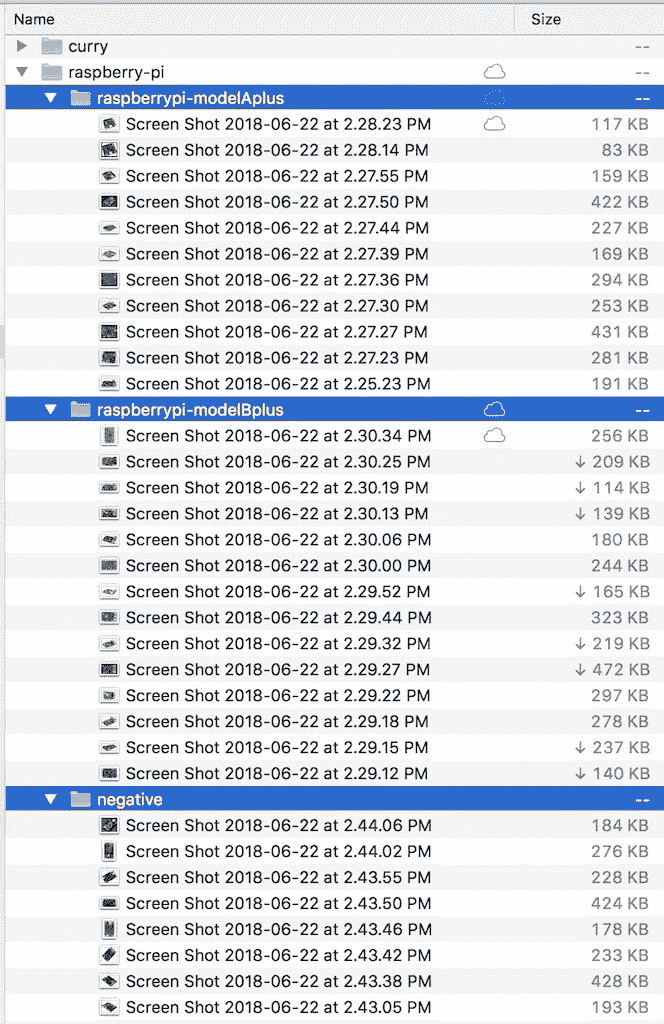 Name Size
curry --
raspberry-pi --
raspberrypi-modelAplus --
Screen Shot 2018-06-22 at 2.28.23 PM 117 KB
Screen Shot 2018-06-22 at 2.28.14 PM 83 KB
Screen Shot 2018-06-22 at 2.27.55 PM 159 KB
Screen Shot 2018-06-22 at 2.27.50 PM 422 KB
Screen Shot 2018-06-22 at 2.27.44 PM 227 KB
Screen Shot 2018-06-22 at 2.27.39 PM 169 KB
Screen Shot 2018-06-22 at 2.27.36 PM 294 KB
Screen Shot 2018-06-22 at 2.27.30 PM 253 KB
Screen Shot 2018-06-22 at 2.27.27 PM 431 KB
Screen Shot 2018-06-22 at 2.27.23 PM 281 KB
Screen Shot 2018-06-22 at 2.25.23 PM 191 KB
raspberrypi-modelBplus --
Screen Shot 2018-06-22 at 2.30.34 PM 256 KB
Screen Shot 2018-06-22 at 2.30.25 PM ↓ 209 KB
Screen Shot 2018-06-22 at 2.30.19 PM ↓ 114 KB
Screen Shot 2018-06-22 at 2.30.13 PM ↓ 139 KB
Screen Shot 2018-06-22 at 2.30.06 PM 180 KB
Screen Shot 2018-06-22 at 2.30.00 PM 244 KB
Screen Shot 2018-06-22 at 2.29.52 PM ↓ 165 KB
Screen Shot 2018-06-22 at 2.29.44 PM 323 KB
Screen Shot 2018-06-22 at 2.29.32 PM ↓ 219 KB
Screen Shot 2018-06-22 at 2.29.27 PM ↓ 472 KB
Screen Shot 2018-06-22 at 2.29.22 PM 297 KB
Screen Shot 2018-06-22 at 2.29.18 PM 278 KB
Screen Shot 2018-06-22 at 2.29.15 PM ↓ 237 KB
Screen Shot 2018-06-22 at 2.29.12 PM ↓ 140 KB
negative --
Screen Shot 2018-06-22 at 2.44.06 PM 184 KB
Screen Shot 2018-06-22 at 2.44.02 PM 276 KB
Screen Shot 2018-06-22 at 2.43.55 PM 228 KB
Screen Shot 2018-06-22 at 2.43.50 PM 424 KB
Screen Shot 2018-06-22 at 2.43.46 PM 178 KB
Screen Shot 2018-06-22 at 2.43.42 PM 233 KB
Screen Shot 2018-06-22 at 2.43.38 PM 428 KB
Screen Shot 2018-06-22 at 2.43.05 PM 193 KB